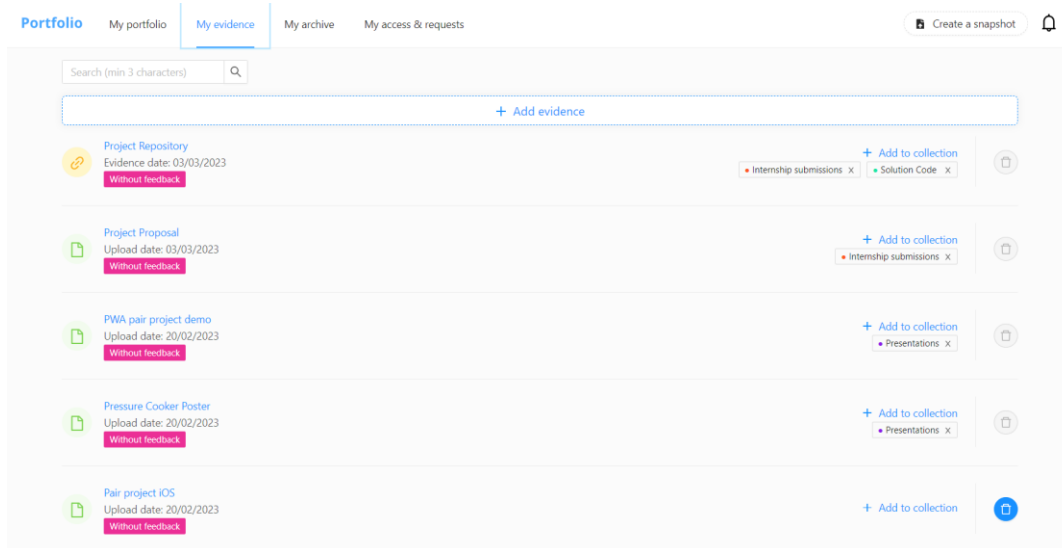 Portfolio My portfolio My evidence My archive My access & requests Create a snapshot
Search (min 3 characters)
+ Add evidence
Project Repository
Evidence date: 03/03/2023
Without feedback
+ Add to collection
Internship submissions x Solution Code x
Project Proposal
Upload date: 03/03/2023
Without feedback
+ Add to collection
Internship submissions x
PWA pair project demo
Upload date: 20/02/2023
Without feedback
+ Add to collection
Presentations x
Pressure Cooker Poster
Upload date: 20/02/2023
Without feedback
+ Add to collection
Presentations x
Pair project iOS
Upload date: 20/02/2023
Without feedback
+ Add to collection